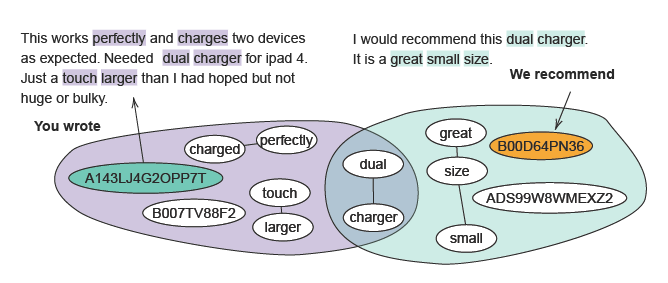 This works perfectly and charges two devices
as expected. Needed dual charger for ipad 4.
Just a touch larger than I had hoped but not
huge or bulky.
I would recommend this dual charger.
It is a great small size.
We recommend
You wrote
charged
perfectly
A143LJ4G2OPP7T
B007TV88F2
touch
larger
dual
charger
great
size
small
B00D64PN36
ADS99W8WMEXZ2